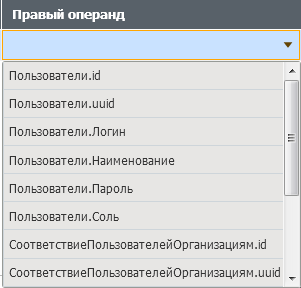 Правый операнд
Пользователи.id
Пользователи.uuid
Пользователи.Логин
Пользователи.Наименование
Пользователи.Пароль
Пользователи.Соль
СоответствиеПользователейОрганизациям.id
СоответствиеПользователейОрганизациям.uuid